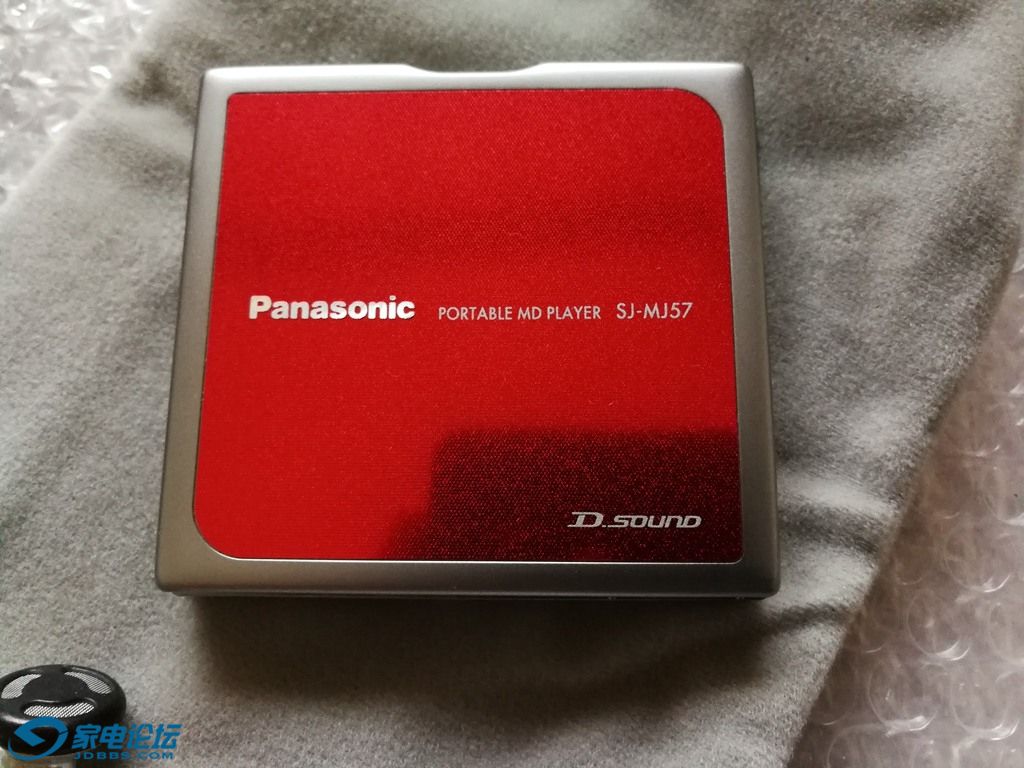 Panasonic PORTABLE MD PLAYER SJ-MJ57
D.SOUND
家电论坛
JDBBS.COM